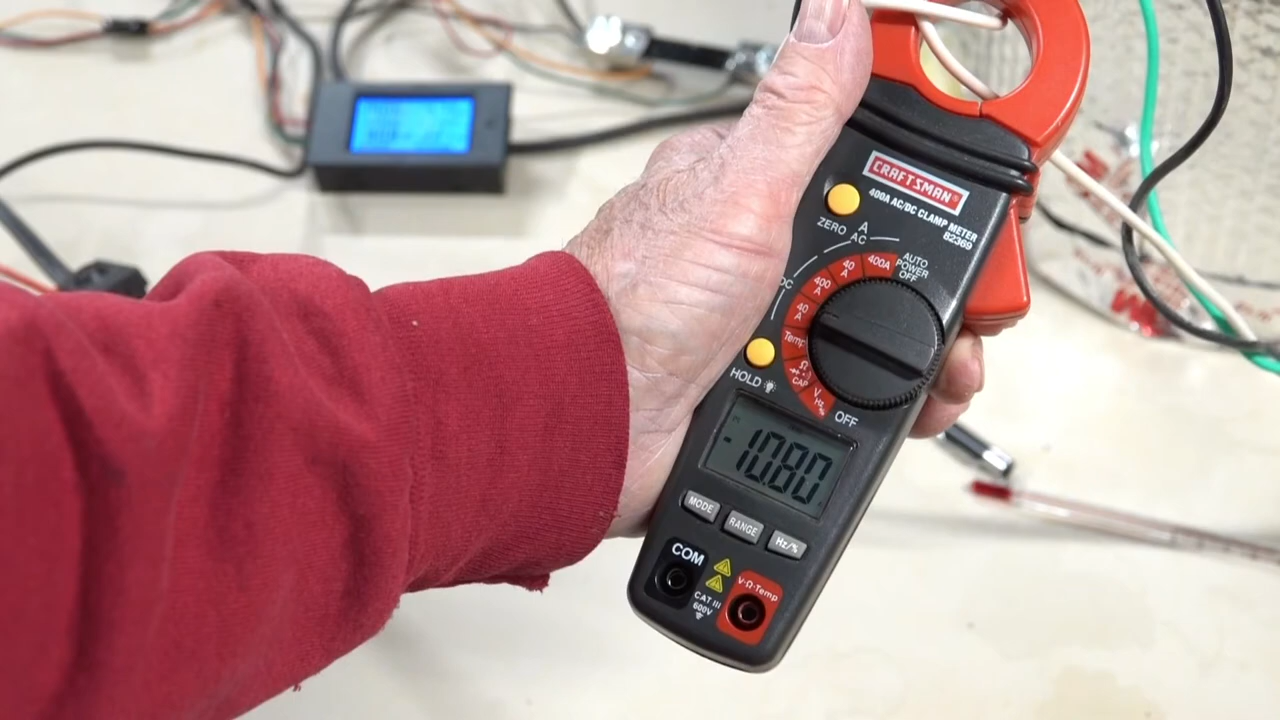 CRAFTSMAN®
400A AC/DC CLAMP METER
82369
ZERO
A
AC
AUTO
POWER
OFF
400A
40
A
DC
400
A
40
A
Temp
Ω
CAP
V
Hz
%
HOLD
OFF
-10.80
MODE
RANGE
Hz/%
COM
CAT III
600V
V·Ω·Temp